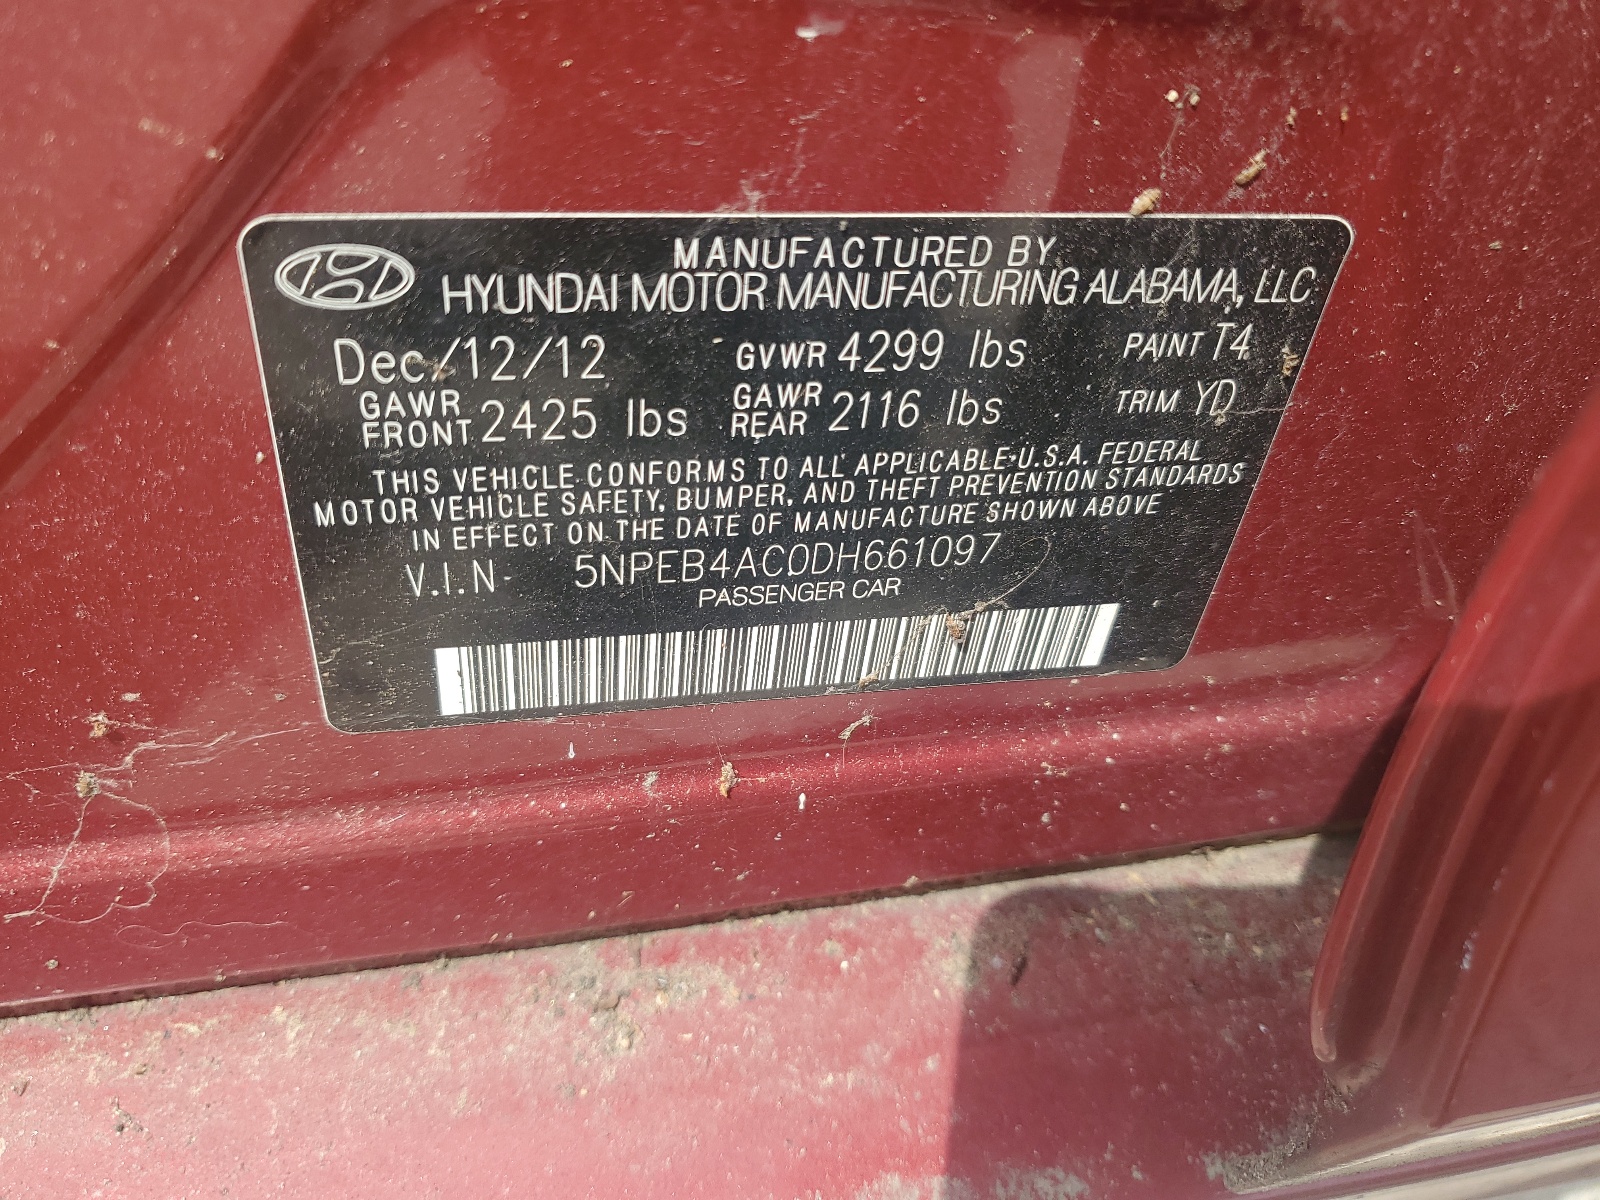 MANUFACTURED BY
HYUNDAI MOTOR MANUFACTURING ALABAMA, LLC
Dec/12/12 GVWR 4299 lbs PAINT T4
GAWR FRONT 2425 lbs GAWR REAR 2116 lbs TRIM YD
THIS VEHICLE CONFORMS TO ALL APPLICABLE U.S.A. FEDERAL
MOTOR VEHICLE SAFETY, BUMPER, AND THEFT PREVENTION STANDARDS
IN EFFECT ON THE DATE OF MANUFACTURE SHOWN ABOVE
V.I.N. 5NPEB4AC0DH661097
PASSENGER CAR